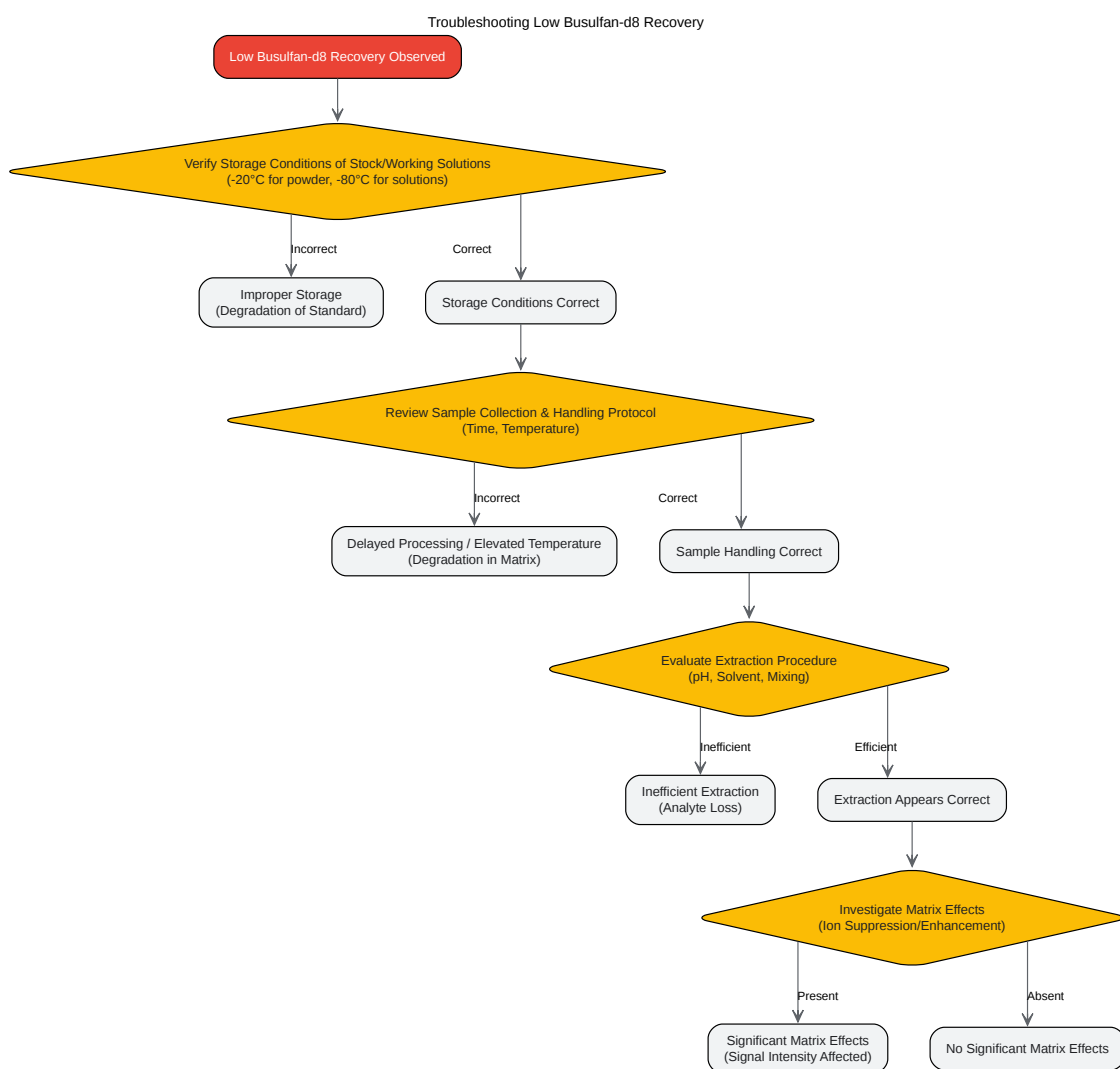 Troubleshooting Low Busulfan-d8 Recovery
Low Busulfan-d8 Recovery Observed
Verify Storage Conditions of Stock/Working Solutions
(-20°C for powder, -80°C for solutions)
Incorrect
Correct
Improper Storage
(Degradation of Standard)
Storage Conditions Correct
Review Sample Collection & Handling Protocol
(Time, Temperature)
Incorrect
Correct
Delayed Processing / Elevated Temperature
(Degradation in Matrix)
Sample Handling Correct
Evaluate Extraction Procedure
(pH, Solvent, Mixing)
Inefficient
Efficient
Inefficient Extraction
(Analyte Loss)
Extraction Appears Correct
Investigate Matrix Effects
(Ion Suppression/Enhancement)
Present
Absent
Significant Matrix Effects
(Signal Intensity Affected)
No Significant Matrix Effects